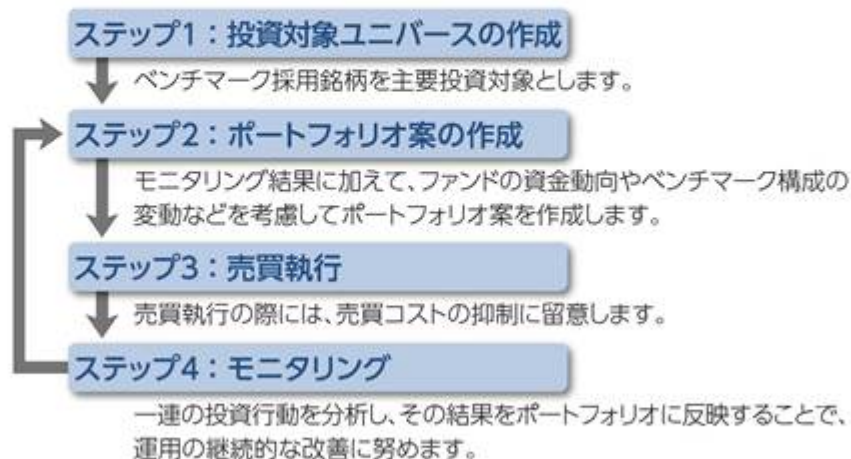 ステップ1：投資対象ユニバースの作成
ベンチマーク採用銘柄を主要投資対象とします。
ステップ2：ポートフォリオ案の作成
モニタリング結果に加えて、ファンドの資金動向やベンチマーク構成の
変動などを考慮してポートフォリオ案を作成します。
ステップ3：売買執行
売買執行の際には、売買コストの抑制に留意します。
ステップ4：モニタリング
一連の投資行動を分析し、その結果をポートフォリオに反映することで、
運用の継続的な改善に努めます。